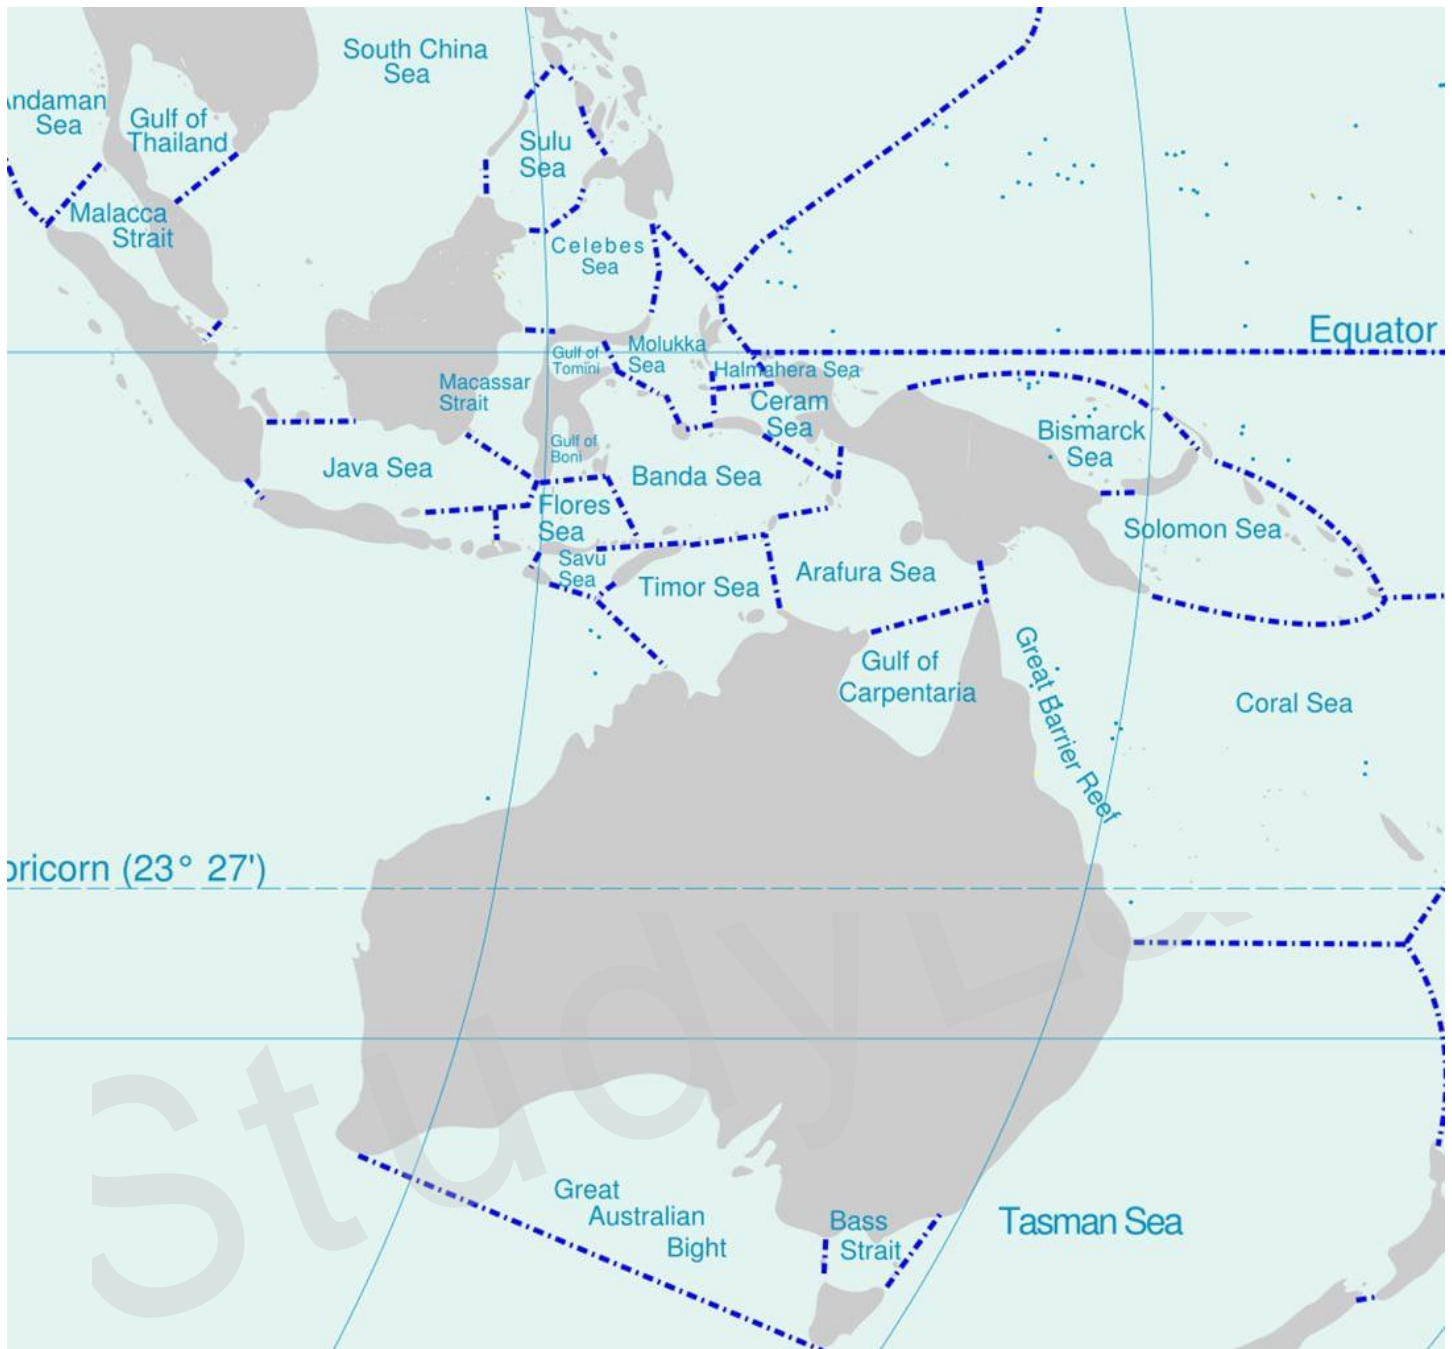 South China
Sea
Andaman
Sea
Gulf of
Thailand
Sulu
Sea
Malacca
Strait
Celebes
Sea
Equator
Molukka
Sea
Gulf of
Tomini
Halmahera Sea
Macassar
Strait
Ceram
Sea
Bismarck
Sea
Gulf of
Boni
Java Sea
Banda Sea
Flores
Sea
Solomon Sea
Savu
Sea
Timor Sea
Arafura Sea
Great Barrier Reef
Gulf of
Carpentaria
Coral Sea
oricorn (23° 27')
Study
Great
Australian
Bight
Bass
Strait
Tasman Sea